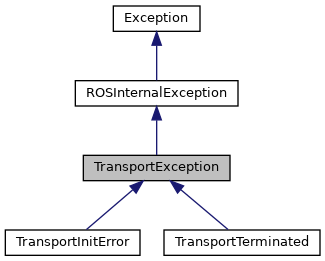 Exception
ROSInternalException
TransportException
TransportInitError
TransportTerminated